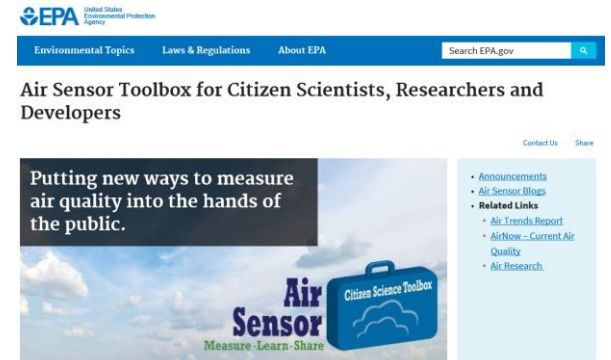 EPA
United States
Environmental Protection
Agency
Environmental Topics Laws & Regulations About EPA Search EPA.gov
Air Sensor Toolbox for Citizen Scientists, Researchers and
Developers
Contact Us Share
Putting new ways to measure
air quality into the hands of
the public.
Air
Sensor
Measure-Learn-Share
Citizen Science Toolbox
Announcements
Air Sensor Blogs
Related Links
Air Trends Report
AirNow – Current Air
Quality
Air Research